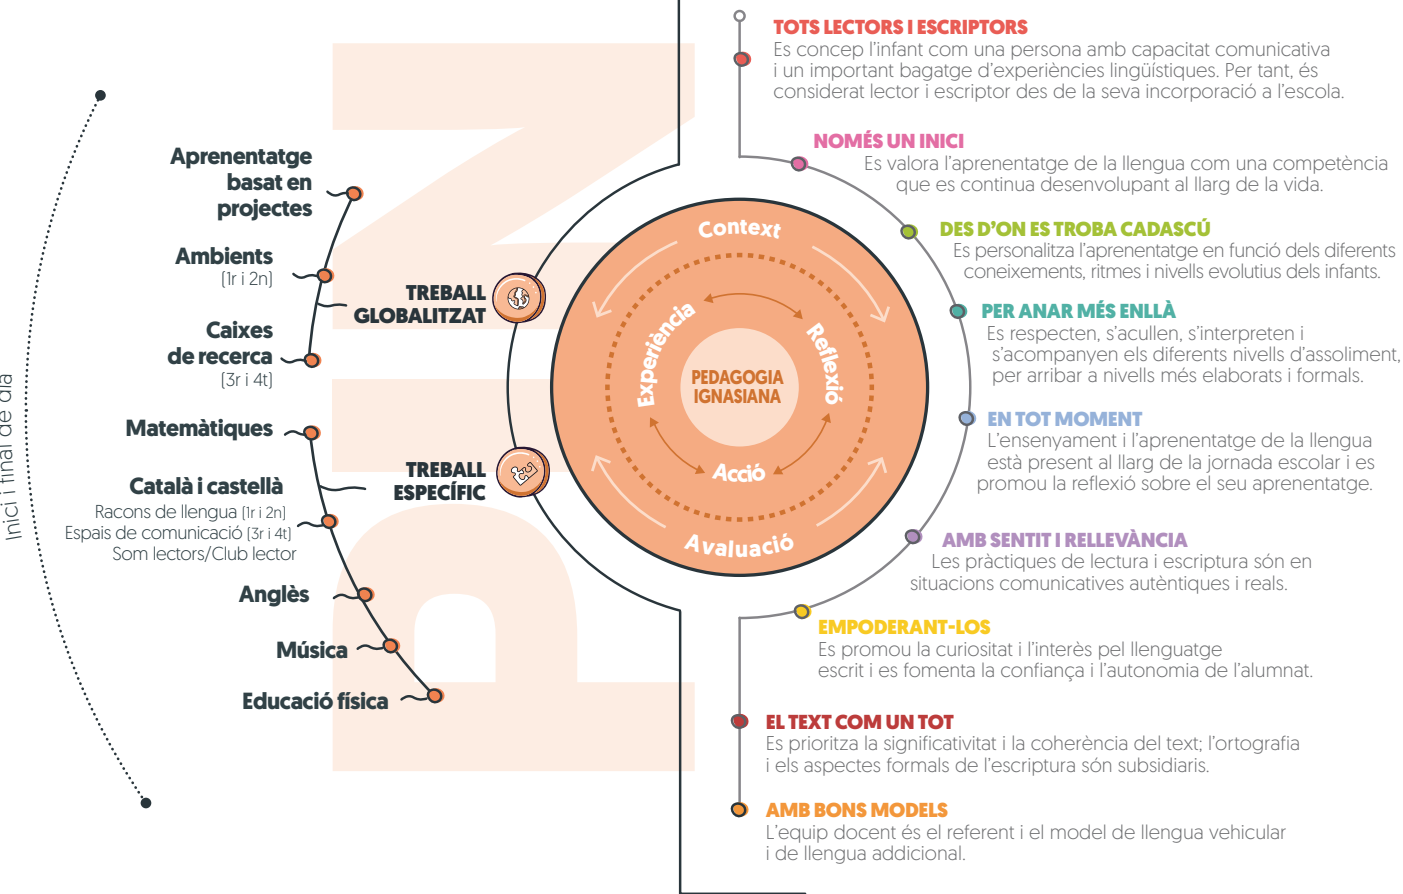 Inici i final de dia
PRIM
Aprenentatge
basat en
projectes
Ambients
(1r i 2n)
Caixes
de recerca
(3r i 4t)
TREBALL
GLOBALITZAT
Matemàtiques
Català i castellà
Racons de llengua (1r i 2n)
Espais de comunicació (3r i 4t)
Som lectors/Club lector
Anglès
Música
Educació física
TREBALL
ESPECÍFIC
Context
Experiència
Reflexió
PEDAGOGIA
IGNASIANA
Acció
Avaluació
TOTS LECTORS I ESCRIPTORS
Es concep l’infant com una persona amb capacitat comunicativa
i un important bagatge d’experiències lingüístiques. Per tant, és
considerat lector i escriptor des de la seva incorporació a l’escola.
NOMÉS UN INICI
Es valora l’aprenentatge de la llengua com una competència
que es continua desenvolupant al llarg de la vida.
DES D’ON ES TROBA CADASCÚ
Es personalitza l’aprenentatge en funció dels diferents
coneixements, ritmes i nivells evolutius dels infants.
PER ANAR MÉS ENLLÀ
Es respecten, s’acullen, s’interpreten i
s’acompanyen els diferents nivells d’assoliment,
per arribar a nivells més elaborats i formals.
EN TOT MOMENT
L’ensenyament i l’aprenentatge de la llengua
està present al llarg de la jornada escolar i es
promou la reflexió sobre el seu aprenentatge.
AMB SENTIT I RELLEVÀNCIA
Les pràctiques de lectura i escriptura són en
situacions comunicatives autèntiques i reals.
EMPODERANT-LOS
Es promou la curiositat i l’interès pel llenguatge
escrit i es fomenta la confiança i l’autonomia de l’alumnat.
EL TEXT COM UN TOT
Es prioritza la significativitat i la coherència del text; l’ortografia
i els aspectes formals de l’escriptura són subsidiaris.
AMB BONS MODELS
L’equip docent és el referent i el model de llengua vehicular
i de llengua addicional.